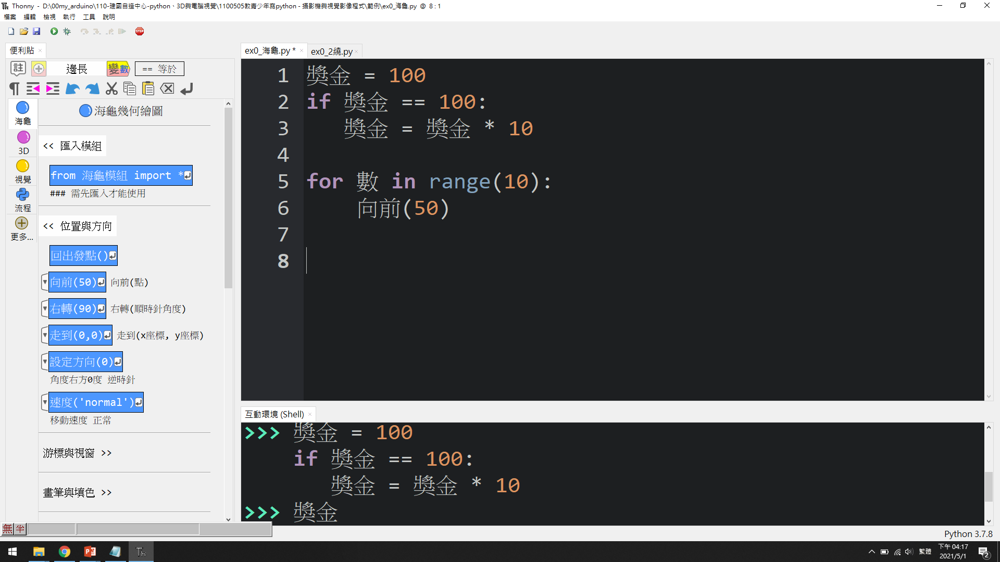 Thonny - D:\00my_arduino\110-建國自造中心-python、3D與電腦視覺\1100505教青少年寫python - 攝影機與視覺影像程式\範例\ex0_海龜.py @ 8 : 1
檔案 編輯 檢視 執行 工具 說明
STOP
便利貼
註 邊長 變數 == 等於
海龜
3D
視覺
流程
更多...
海龜幾何繪圖
<< 匯入模組
from 海龜模組 import *
### 需先匯入才能使用
<< 位置與方向
回出發點()
向前(50) 向前(點)
右轉(90) 右轉(順時針角度)
走到(0,0) 走到(x座標, y座標)
設定方向(0)
角度右方0度 逆時針
速度('normal')
移動速度 正常
游標與視窗 >>
畫筆與填色 >>
ex0_海龜.py * ex0_2繞.py
1 獎金 = 100
2 if 獎金 == 100:
3 獎金 = 獎金 * 10
4
5 for 數 in range(10):
6 向前(50)
7
8
互動環境 (Shell)
>>> 獎金 = 100
if 獎金 == 100:
獎金 = 獎金 * 10
>>> 獎金
無 半
Python 3.7.8
繁體
下午 04:17
2021/5/1
2